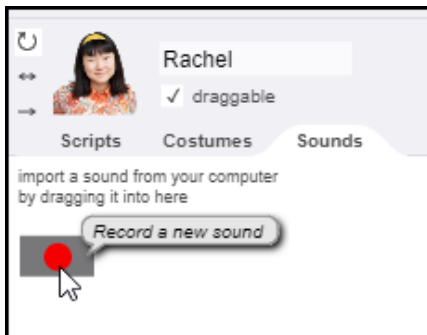 Rachel
draggable
Scripts Costumes Sounds
import a sound from your computer
by dragging it into here
Record a new sound